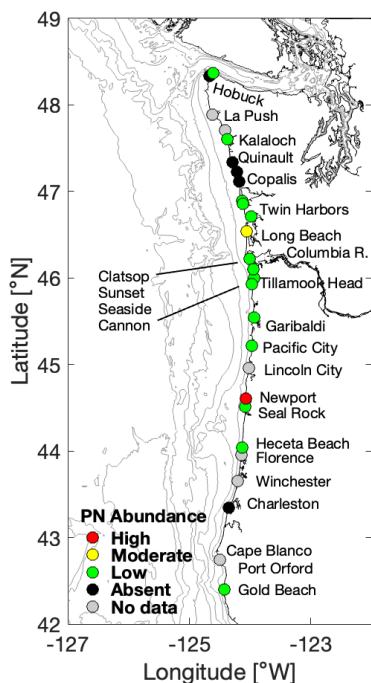 49
48
47
46
45
44
43
42
Latitude [°N]
Hobuck
La Push
Kalaloch
Quinault
Copalis
Twin Harbors
Long Beach
Columbia R.
Clatsop
Sunset
Seaside
Cannon
Tillamook Head
Garibaldi
Pacific City
Lincoln City
Newport
Seal Rock
Heceta Beach
Florence
Winchester
Charleston
Cape Blanco
Port Orford
Gold Beach
PN Abundance
High
Moderate
Low
Absent
No data
-127
-125
-123
Longitude [°W]